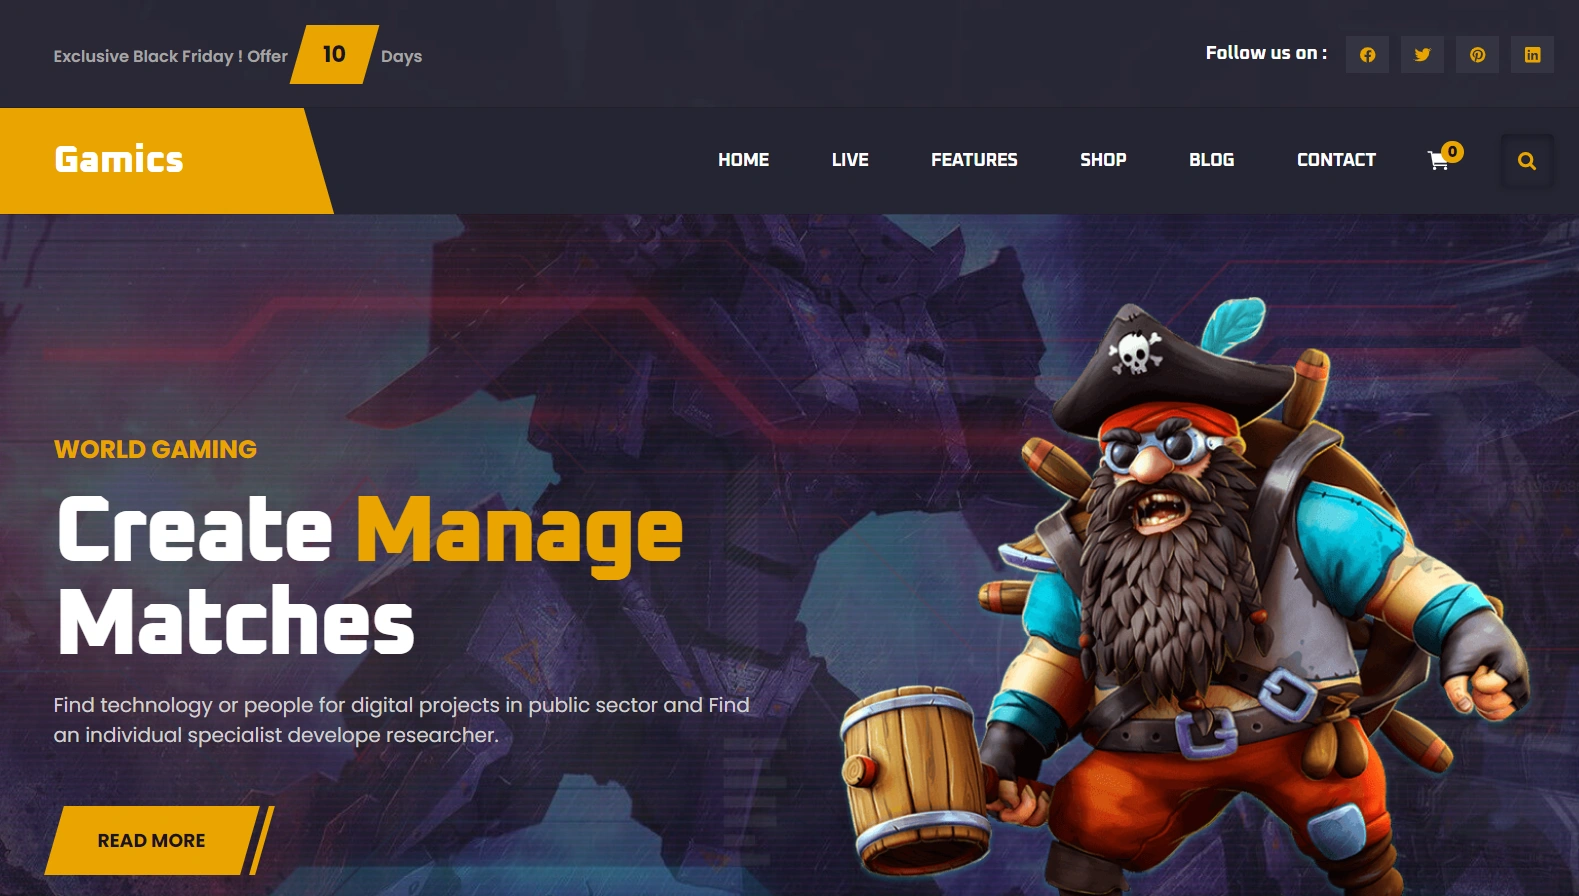 Exclusive Black Friday ! Offer 10 Days
Follow us on :
Gamics
HOME LIVE FEATURES SHOP BLOG CONTACT 0
WORLD GAMING
Create Manage
Matches
Find technology or people for digital projects in public sector and Find
an individual specialist develope researcher.
READ MORE